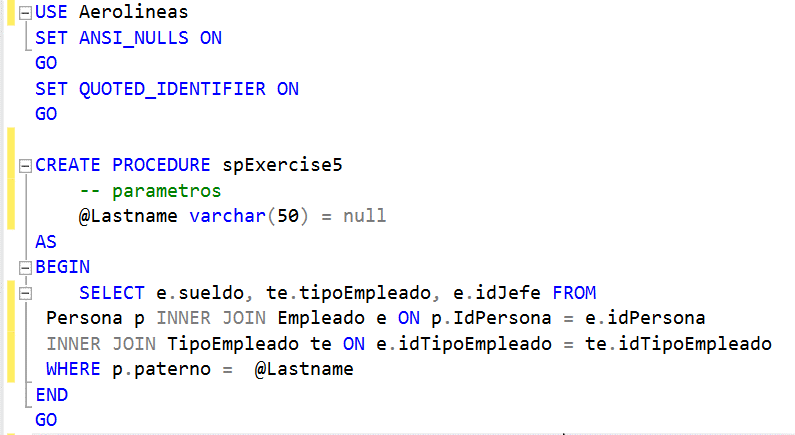 USE Aerolineas
SET ANSI_NULLS ON
GO
SET QUOTED_IDENTIFIER ON
GO
CREATE PROCEDURE spExercise5
-- parametros
@Lastname varchar(50) = null
AS
BEGIN
SELECT e.sueldo, te.tipoEmpleado, e.idJefe FROM
Persona p INNER JOIN Empleado e ON p.IdPersona = e.idPersona
INNER JOIN TipoEmpleado te ON e.idTipoEmpleado = te.idTipoEmpleado
WHERE p.paterno =  @Lastname
END
GO